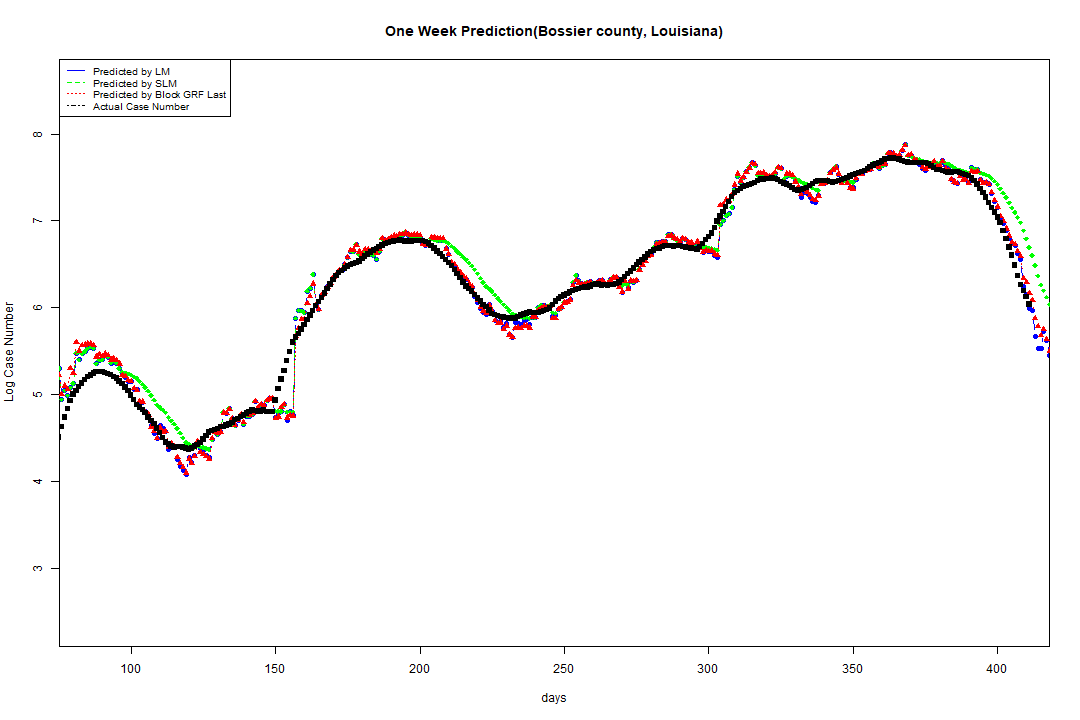 One Week Prediction(Bossier county, Louisiana)
Predicted by LM
Predicted by SLM
Predicted by Block GRF Last
Actual Case Number
8
7
6
5
4
3
Log Case Number
100 150 200 250 300 350 400
days